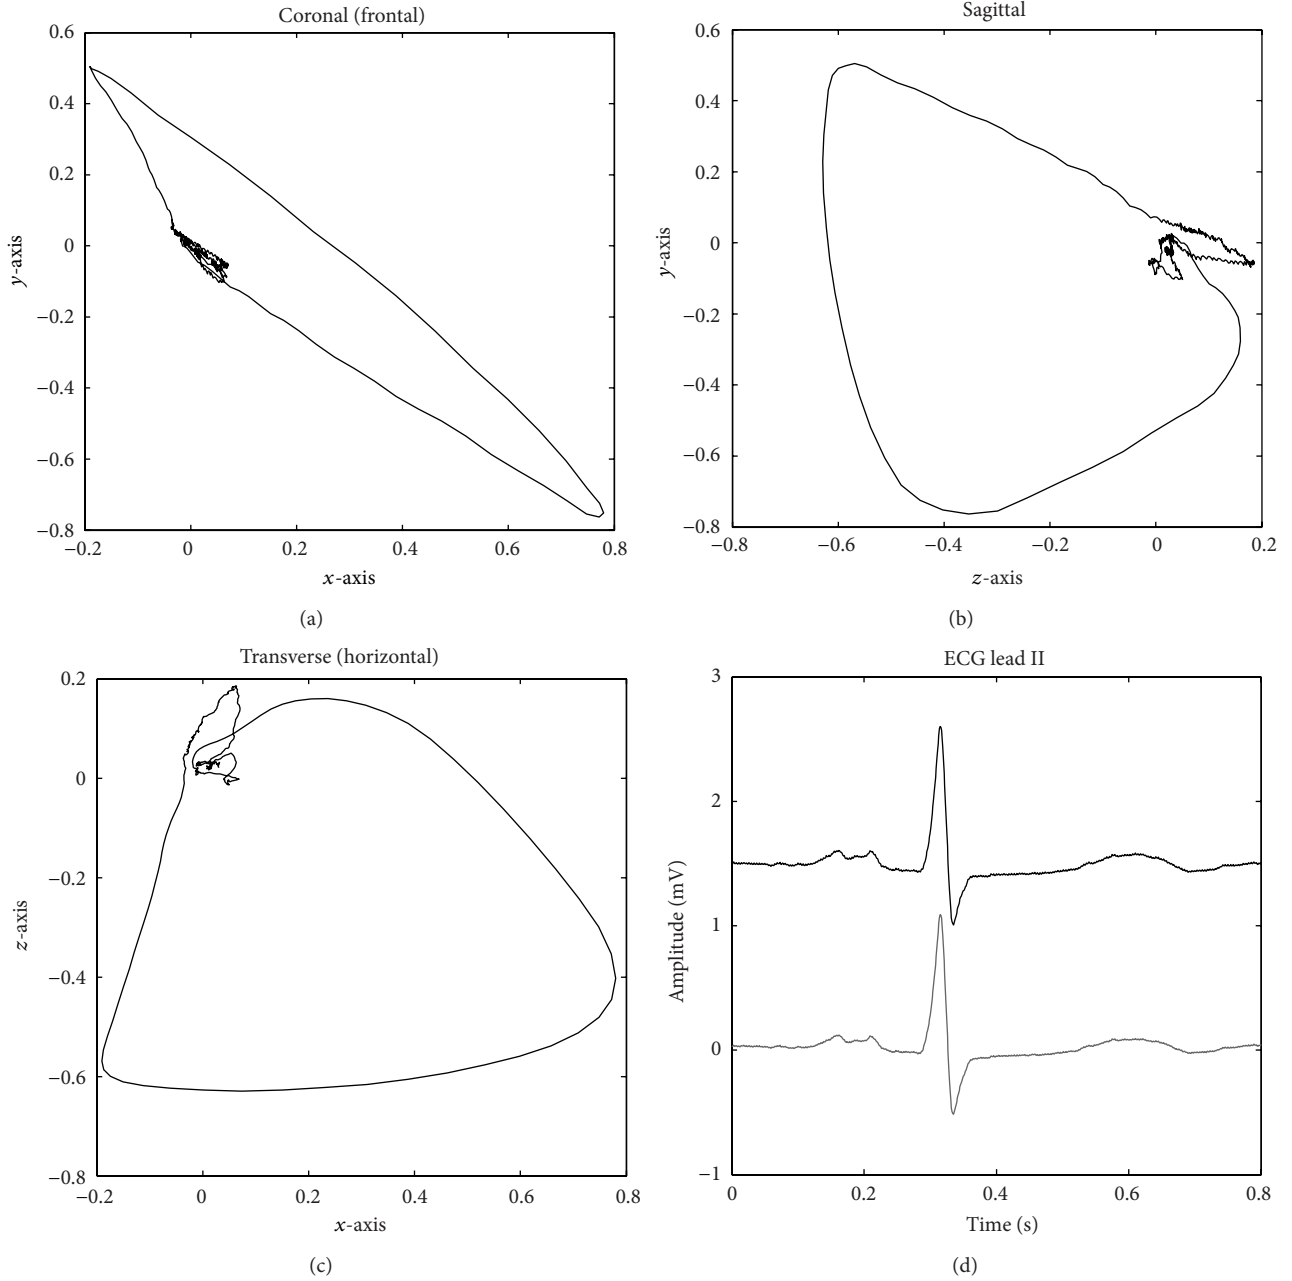 Coronal (frontal)
0.6
0.4
0.2
0
−0.2
−0.4
−0.6
−0.8
y-axis
−0.2 0 0.2 0.4 0.6 0.8
x-axis
(a)
Sagittal
0.6
0.4
0.2
0
−0.2
−0.4
−0.6
−0.8
y-axis
−0.8 −0.6 −0.4 −0.2 0 0.2
z-axis
(b)
Transverse (horizontal)
0.2
0
−0.2
−0.4
−0.6
−0.8
z-axis
−0.2 0 0.2 0.4 0.6 0.8
x-axis
(c)
ECG lead II
3
2
1
0
−1
Amplitude (mV)
0 0.2 0.4 0.6 0.8
Time (s)
(d)